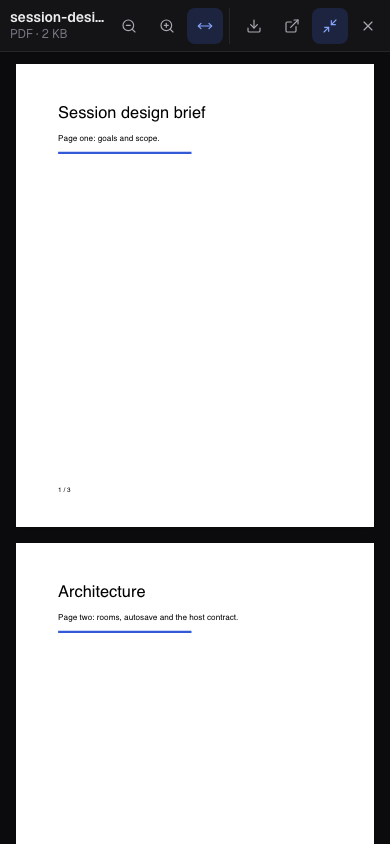 session-desi...
PDF · 2 KB
Session design brief
Page one: goals and scope.
1 / 3
Architecture
Page two: rooms, autosave and the host contract.